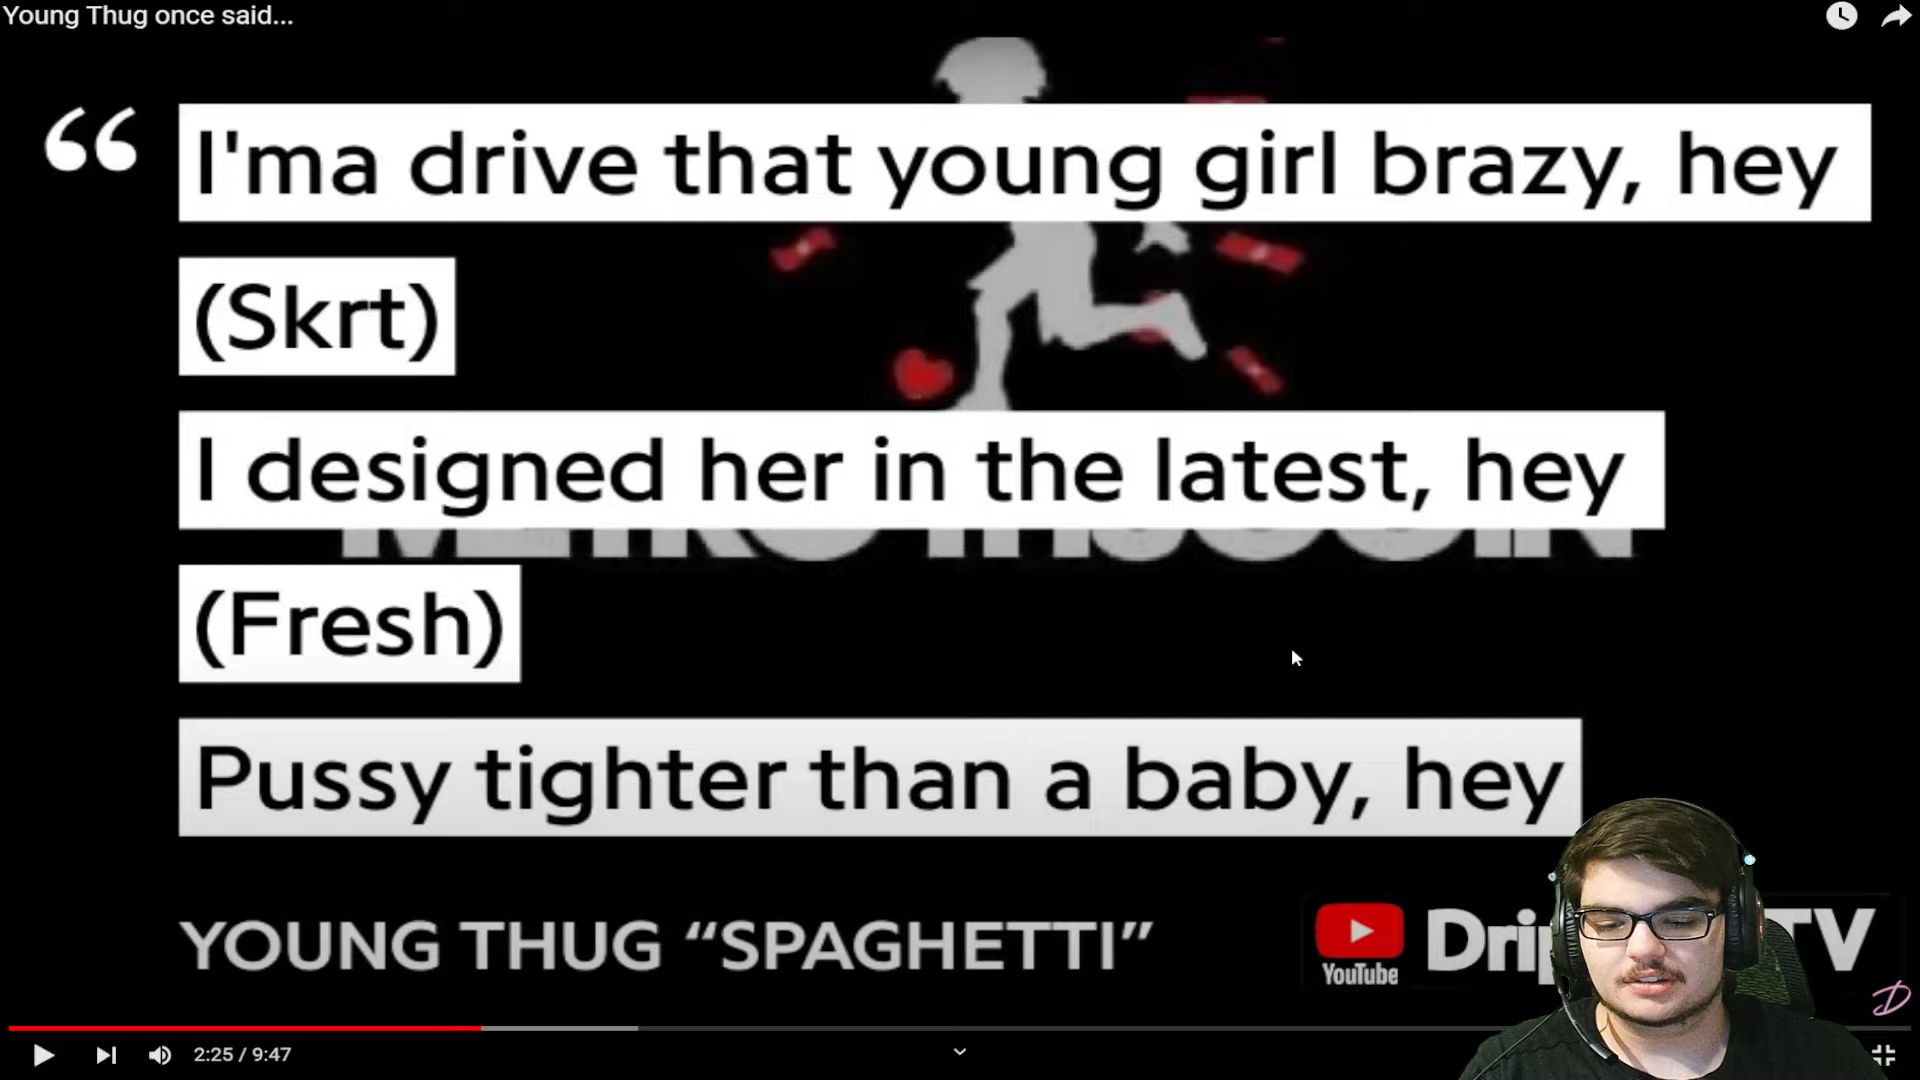 Young Thug once said...
“
I'ma drive that young girl brazy, hey
(Skrt)
I designed her in the latest, hey
(Fresh)
Pussy tighter than a baby, hey
YOUNG THUG “SPAGHETTI”
YouTube
TV
D
2:25 / 9:47